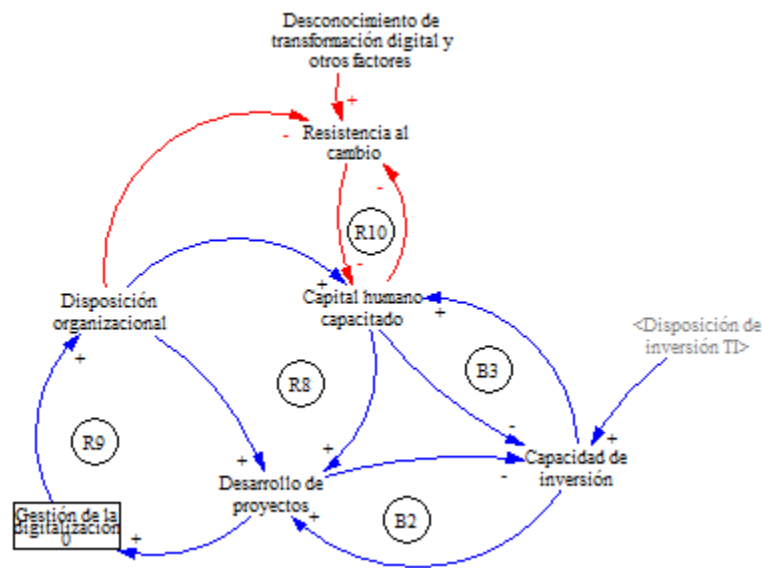 Desconocimiento de
transformación digital y
otros factores
+
-
Resistencia al
cambio
-
R10
-
+
Disposición
organizacional
Capital humano
capacitado
+
<Disposición de
inversión TI>
+
B3
R8
R9
-
+
+
+
Desarrollo de
proyectos
-
Capacidad de
inversión
Gestión de la
digitalización
0
+
+
B2